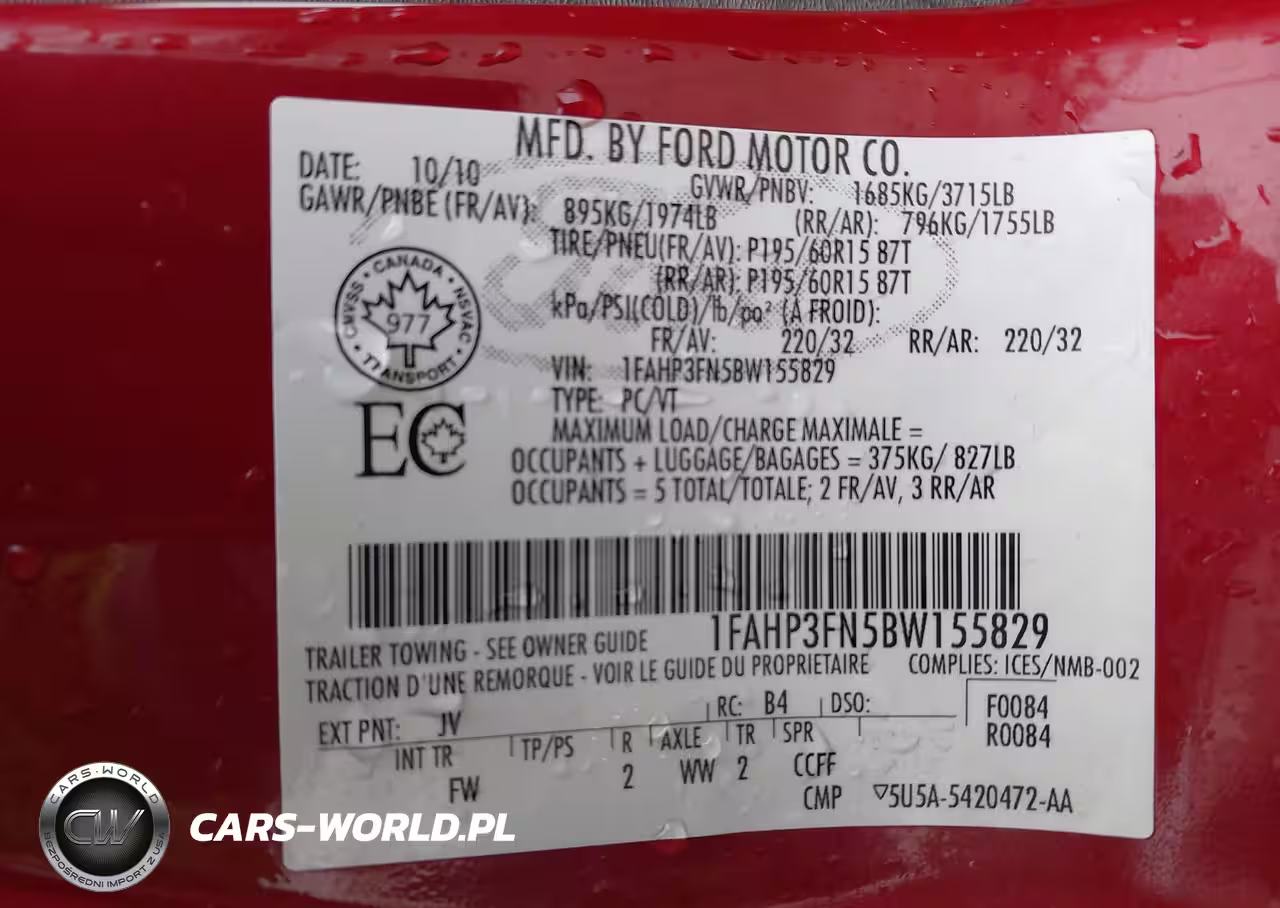 MFD. BY FORD MOTOR CO.
DATE: 10/10 GVWR/PNBV: 1685KG/3715LB
GAWR/PNBE (FR/AV): 895KG/1974LB (RR/AR): 796KG/1755LB
TIRE/PNEU(FR/AV): P195/60R15 87T
(RR/AR): P195/60R15 87T
kPa/PSI(COLD)/lb/po² (A FROID):
FR/AV: 220/32 RR/AR: 220/32
VIN: 1FAHP3FN5BW155829
TYPE: PC/VT
MAXIMUM LOAD/CHARGE MAXIMALE =
OCCUPANTS + LUGGAGE/BAGAGES = 375KG/ 827LB
OCCUPANTS = 5 TOTAL/TOTALE; 2 FR/AV, 3 RR/AR
CANADA
CMVSS • NSVAC
977
TRANSPORT
EC
1FAHP3FN5BW155829
TRAILER TOWING - SEE OWNER GUIDE
TRACTION D'UNE REMORQUE - VOIR LE GUIDE DU PROPRIETAIRE
COMPLIES: ICES/NMB-002
EXT PNT: JV RC: B4 DSO: F0084
R0084
INT TR TP/PS R AXLE TR SPR
FW 2 WW 2 CCFF
CMP ▽5U5A-5420472-AA
CARS-WORLD
CW
BEZPOŚREDNI IMPORT Z USA
CARS-WORLD.PL